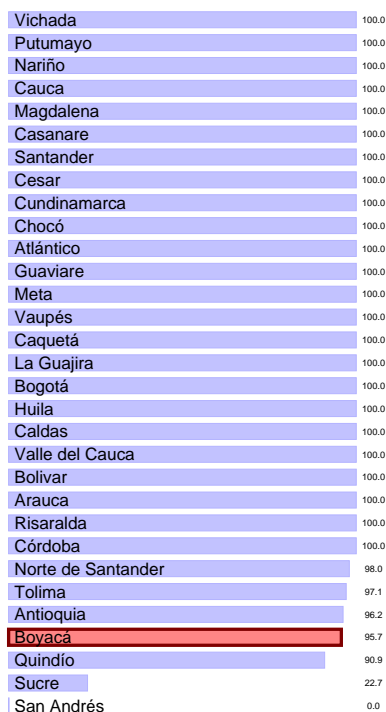 Vichada 100.0
Putumayo 100.0
Nariño 100.0
Cauca 100.0
Magdalena 100.0
Casanare 100.0
Santander 100.0
Cesar 100.0
Cundinamarca 100.0
Chocó 100.0
Atlántico 100.0
Guaviare 100.0
Meta 100.0
Vaupés 100.0
Caquetá 100.0
La Guajira 100.0
Bogotá 100.0
Huila 100.0
Caldas 100.0
Valle del Cauca 100.0
Bolivar 100.0
Arauca 100.0
Risaralda 100.0
Córdoba 100.0
Norte de Santander 98.0
Tolima 97.1
Antioquia 96.2
Boyacá 95.7
Quindío 90.9
Sucre 22.7
San Andrés 0.0